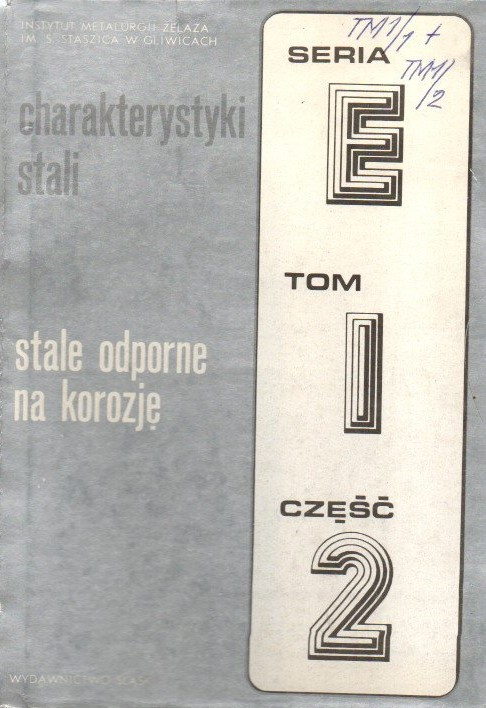 INSTYTUT METALURGII ŻELAZA
IM. S. STASZICA W GLIWICACH
charakterystyki
stali
stale odporne
na korozję
WYDAWNICTWO ŚLĄSK
SERIA
E
TOM
I
CZĘŚĆ
2
TM1/1 +
TM1/
/2